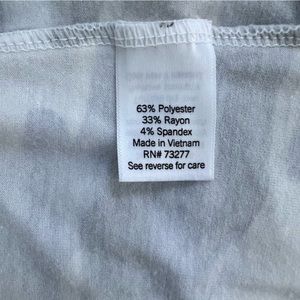 63% Polyester
33% Rayon
4% Spandex
Made in Vietnam
RN# 73277
See reverse for care